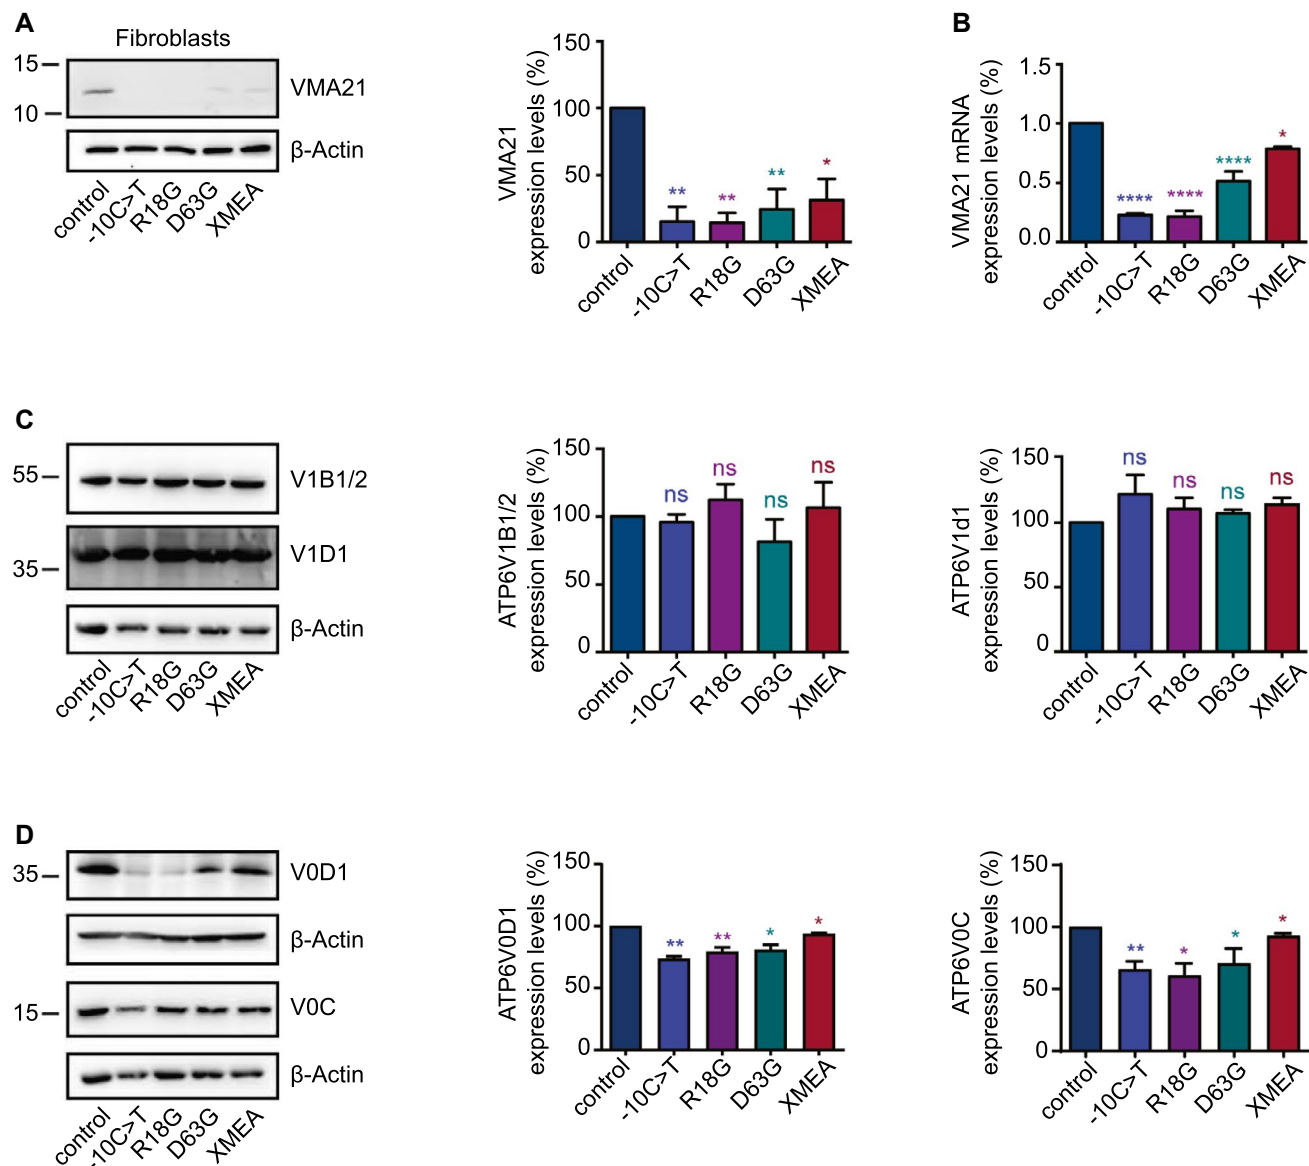 A
Fibroblasts
15
10
VMA21
β-Actin
control
-10C>T
R18G
D63G
XMEA
VMA21
expression levels (%)
150
100
50
0
**
**
**
*
control
-10C>T
R18G
D63G
XMEA
B
VMA21 mRNA
expression levels (%)
1.5
1.0
0.5
0.0
****
****
****
*
control
-10C>T
R18G
D63G
XMEA
C
55
35
V1B1/2
V1D1
β-Actin
control
-10C>T
R18G
D63G
XMEA
ATP6V1B1/2
expression levels (%)
150
100
50
0
ns
ns
ns
ns
control
-10C>T
R18G
D63G
XMEA
ATP6V1d1
expression levels (%)
150
100
50
0
ns
ns
ns
ns
control
-10C>T
R18G
D63G
XMEA
D
35
15
V0D1
β-Actin
V0C
β-Actin
control
-10C>T
R18G
D63G
XMEA
ATP6V0D1
expression levels (%)
150
100
50
0
**
**
*
*
control
-10C>T
R18G
D63G
XMEA
ATP6V0C
expression levels (%)
150
100
50
0
**
*
*
*
control
-10C>T
R18G
D63G
XMEA